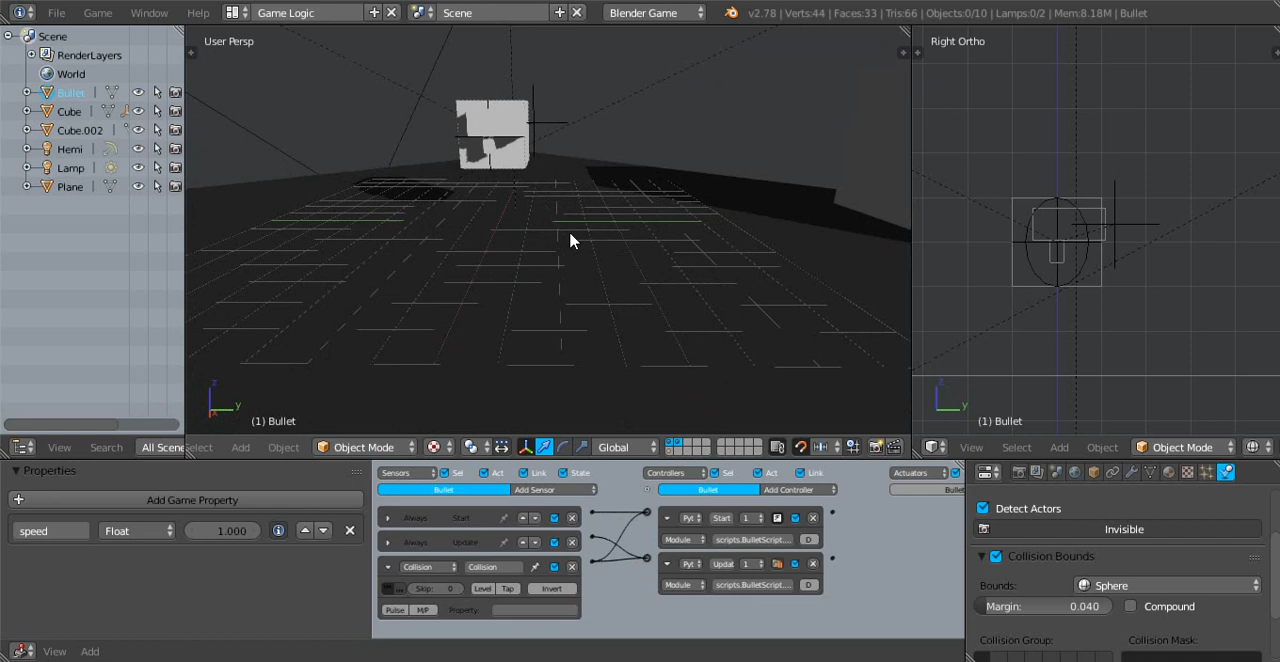 File Game Window Help Game Logic Scene Blender Game v2.78 | Verts:44 | Faces:33 | Tris:66 | Objects:0/10 | Lamps:0/2 | Mem:8.18M | Bullet
Scene
RenderLayers
World
Bullet
Cube
Cube.002
Hemi
Lamp
Plane
User Persp
z
y
x
(1) Bullet
Right Ortho
z
y
(1) Bullet
View Search All Scene
Select Add Object Object Mode Global
View Select Add Object Object Mode
Properties
Add Game Property
speed Float 1.000
View Add
Sensors Sel Act Link State
Bullet Add Sensor
Always Start
Always Update
Collision Collision
Skip: 0 Level Tap Invert
Pulse M/P Property:
Controllers Sel Act Link
Bullet Add Controller
Pyt Start 1
Module scripts.BulletScript.... D
Pyt Updat 1
Module scripts.BulletScript.... D
Actuators
Bullet
Detect Actors
Invisible
Collision Bounds
Bounds: Sphere
Margin: 0.040 Compound
Collision Group: Collision Mask: